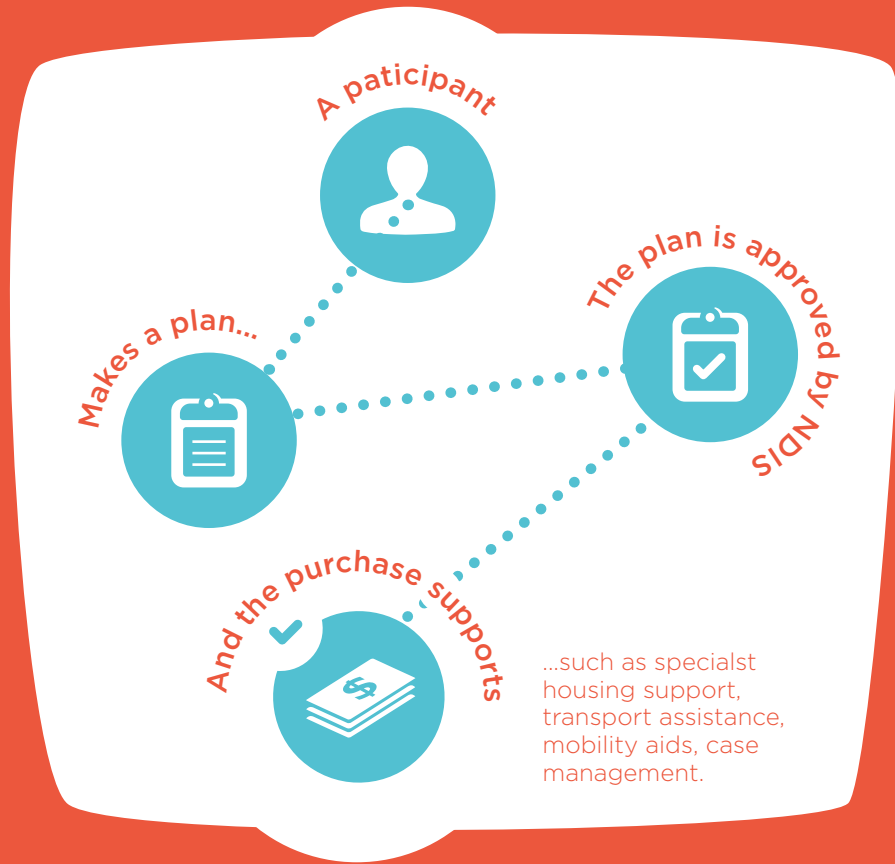 A paticipant
Makes a plan...
The plan is approved by NDIS
And the purchase supports
$
...such as specialst
housing support,
transport assistance,
mobility aids, case
management.